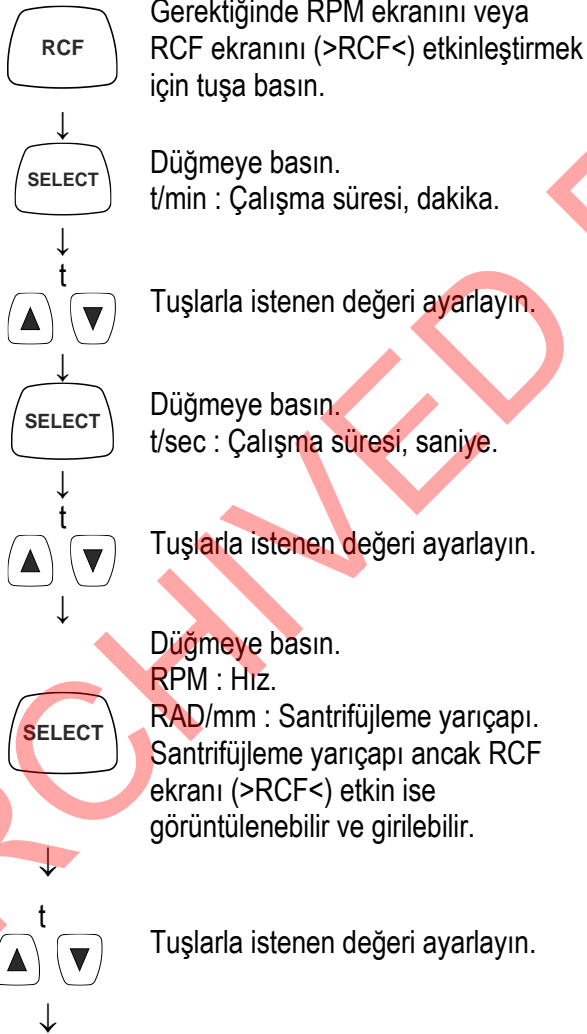 Gerektiğinde RPM ekranını veya
RCF
RCF ekranını (>RCF<) etkinleştirmek
için tuşa basın.
↓
Düğmeye basın.
SELECT
t/min : Çalışma süresi, dakika.
↓
t
▲ ▼
Tuşlarla istenen değeri ayarlayın.
↓
Düğmeye basın.
SELECT
t/sec : Çalışma süresi, saniye.
↓
t
▲ ▼
Tuşlarla istenen değeri ayarlayın.
↓
Düğmeye basın.
RPM : Hız.
SELECT
RAD/mm : Santrifüjleme yarıçapı.
Santrifüjleme yarıçapı ancak RCF
ekranı (>RCF<) etkin ise
görüntülenebilir ve girilebilir.
↓
t
▲ ▼
Tuşlarla istenen değeri ayarlayın.
↓
RCHIVED